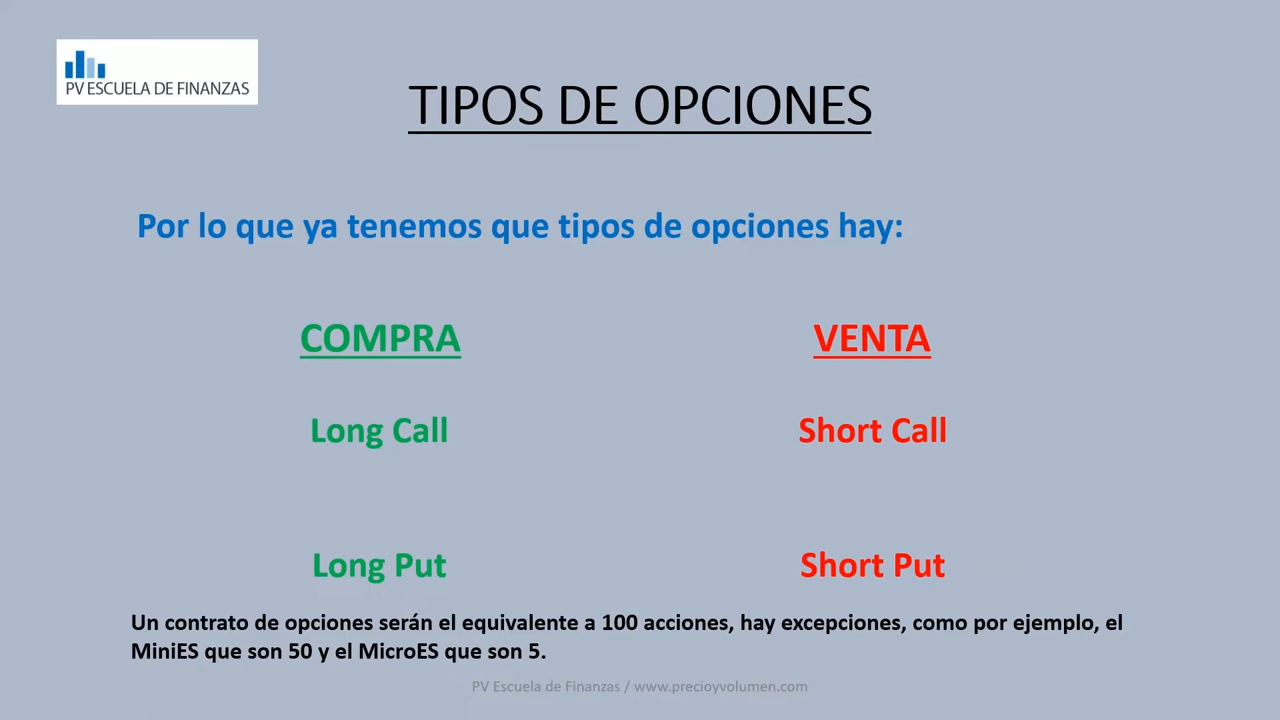 PV ESCUELA DE FINANZAS
TIPOS DE OPCIONES
Por lo que ya tenemos que tipos de opciones hay:
COMPRA
VENTA
Long Call
Short Call
Long Put
Short Put
Un contrato de opciones serán el equivalente a 100 acciones, hay excepciones, como por ejemplo, el
MiniES que son 50 y el MicroES que son 5.
PV Escuela de Finanzas / www.precioyvolumen.com